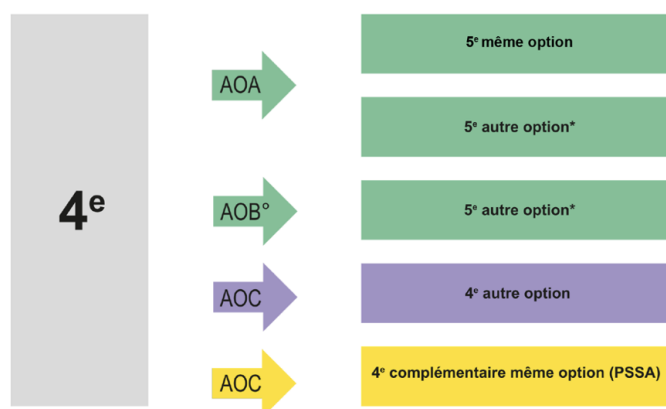 4ᵉ
AOA
5ᵉ même option
5ᵉ autre option*
AOB°
5ᵉ autre option*
AOC
4ᵉ autre option
AOC
4ᵉ complémentaire même option (PSSA)